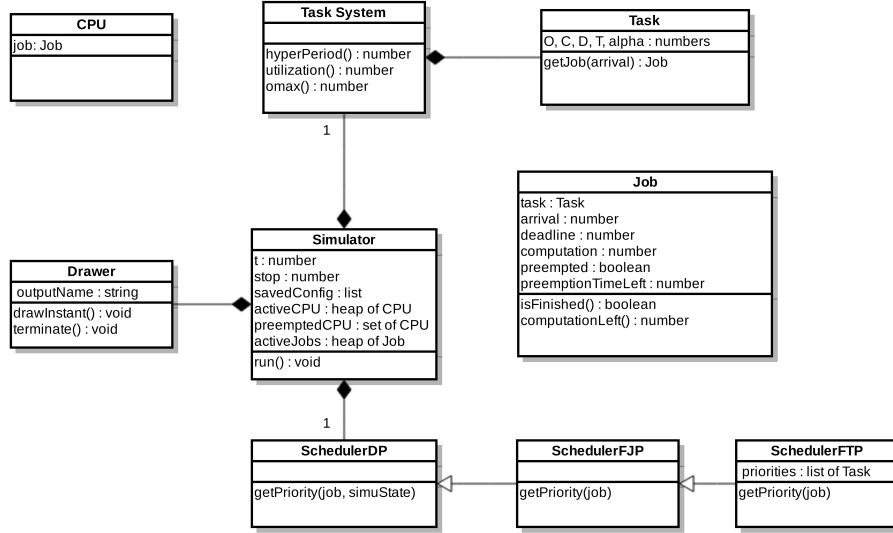 CPU
job: Job
Task System
hyperPeriod() : number
utilization() : number
omax() : number
Task
O, C, D, T, alpha : numbers
getJob(arrival) : Job
1
Job
task : Task
arrival : number
deadline : number
computation : number
preempted : boolean
preemptionTimeLeft : number
isFinished() : boolean
computationLeft() : number
Simulator
t : number
stop : number
savedConfig : list
activeCPU : heap of CPU
preemptedCPU : set of CPU
activeJobs : heap of Job
run() : void
Drawer
outputName : string
drawInstant() : void
terminate() : void
1
SchedulerDP
getPriority(job, simuState)
SchedulerFJP
getPriority(job)
SchedulerFTP
priorities : list of Task
getPriority(job)